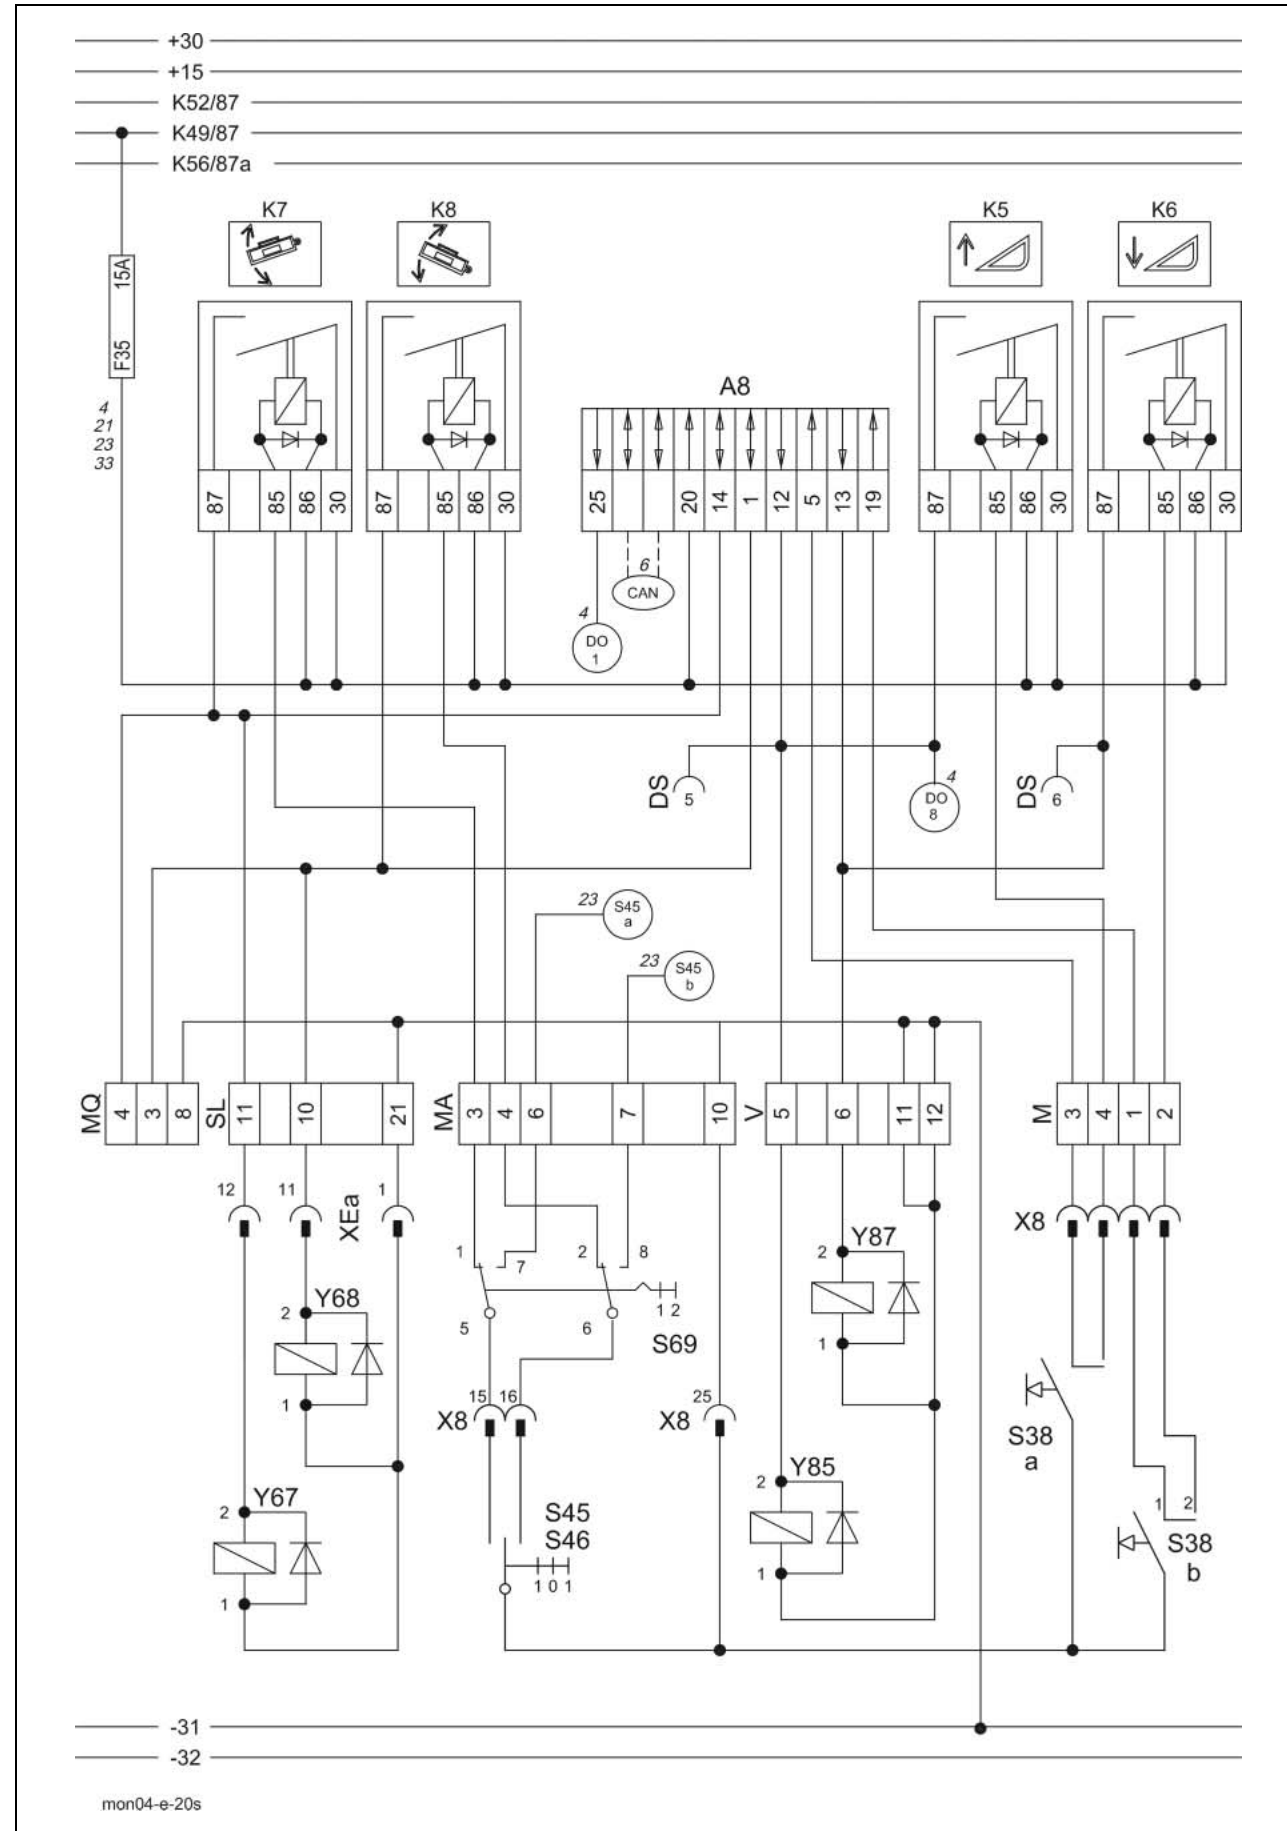 +30
+15
K52/87
K49/87
K56/87a
K7 K8 K5 K6
15A
F35
4
21
23
33
A8
87 85 86 30 87 85 86 30 25 20 14 1 12 5 13 19 87 85 86 30 87 85 86 30
6
CAN
4
DO
1
DS 5
4
DO
8
DS 6
23 S45
a
23 S45
b
MQ 4 3 8 SL 11 10 21 MA 3 4 6 7 10 V 5 6 11 12 M 3 4 1 2
12 11 XEa 1
X8
1 7 2 8
2 Y87
2 Y68
1 2
5 6 S69
1
1
15 16 25
X8 X8
S38
a
2 Y85
2 Y67
1 2
S45
S46
S38
b
1 0 1
1
1
-31
-32
mon04-e-20s